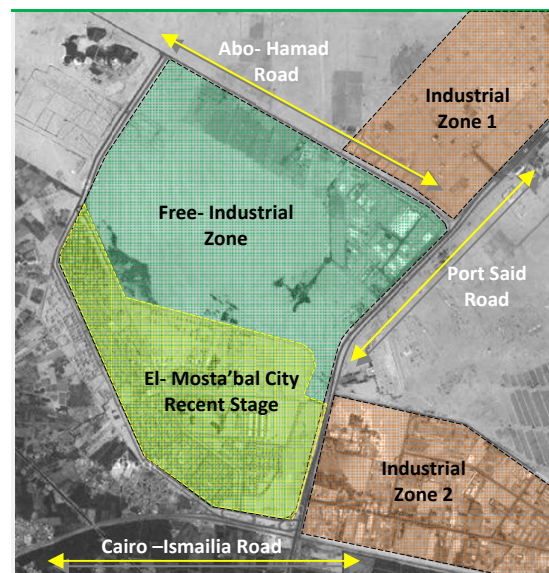 Abo- Hamad
Road
Industrial
Zone 1
Free- Industrial
Zone
Port Said
Road
El- Mosta'bal City
Recent Stage
Industrial
Zone 2
Cairo –Ismailia Road